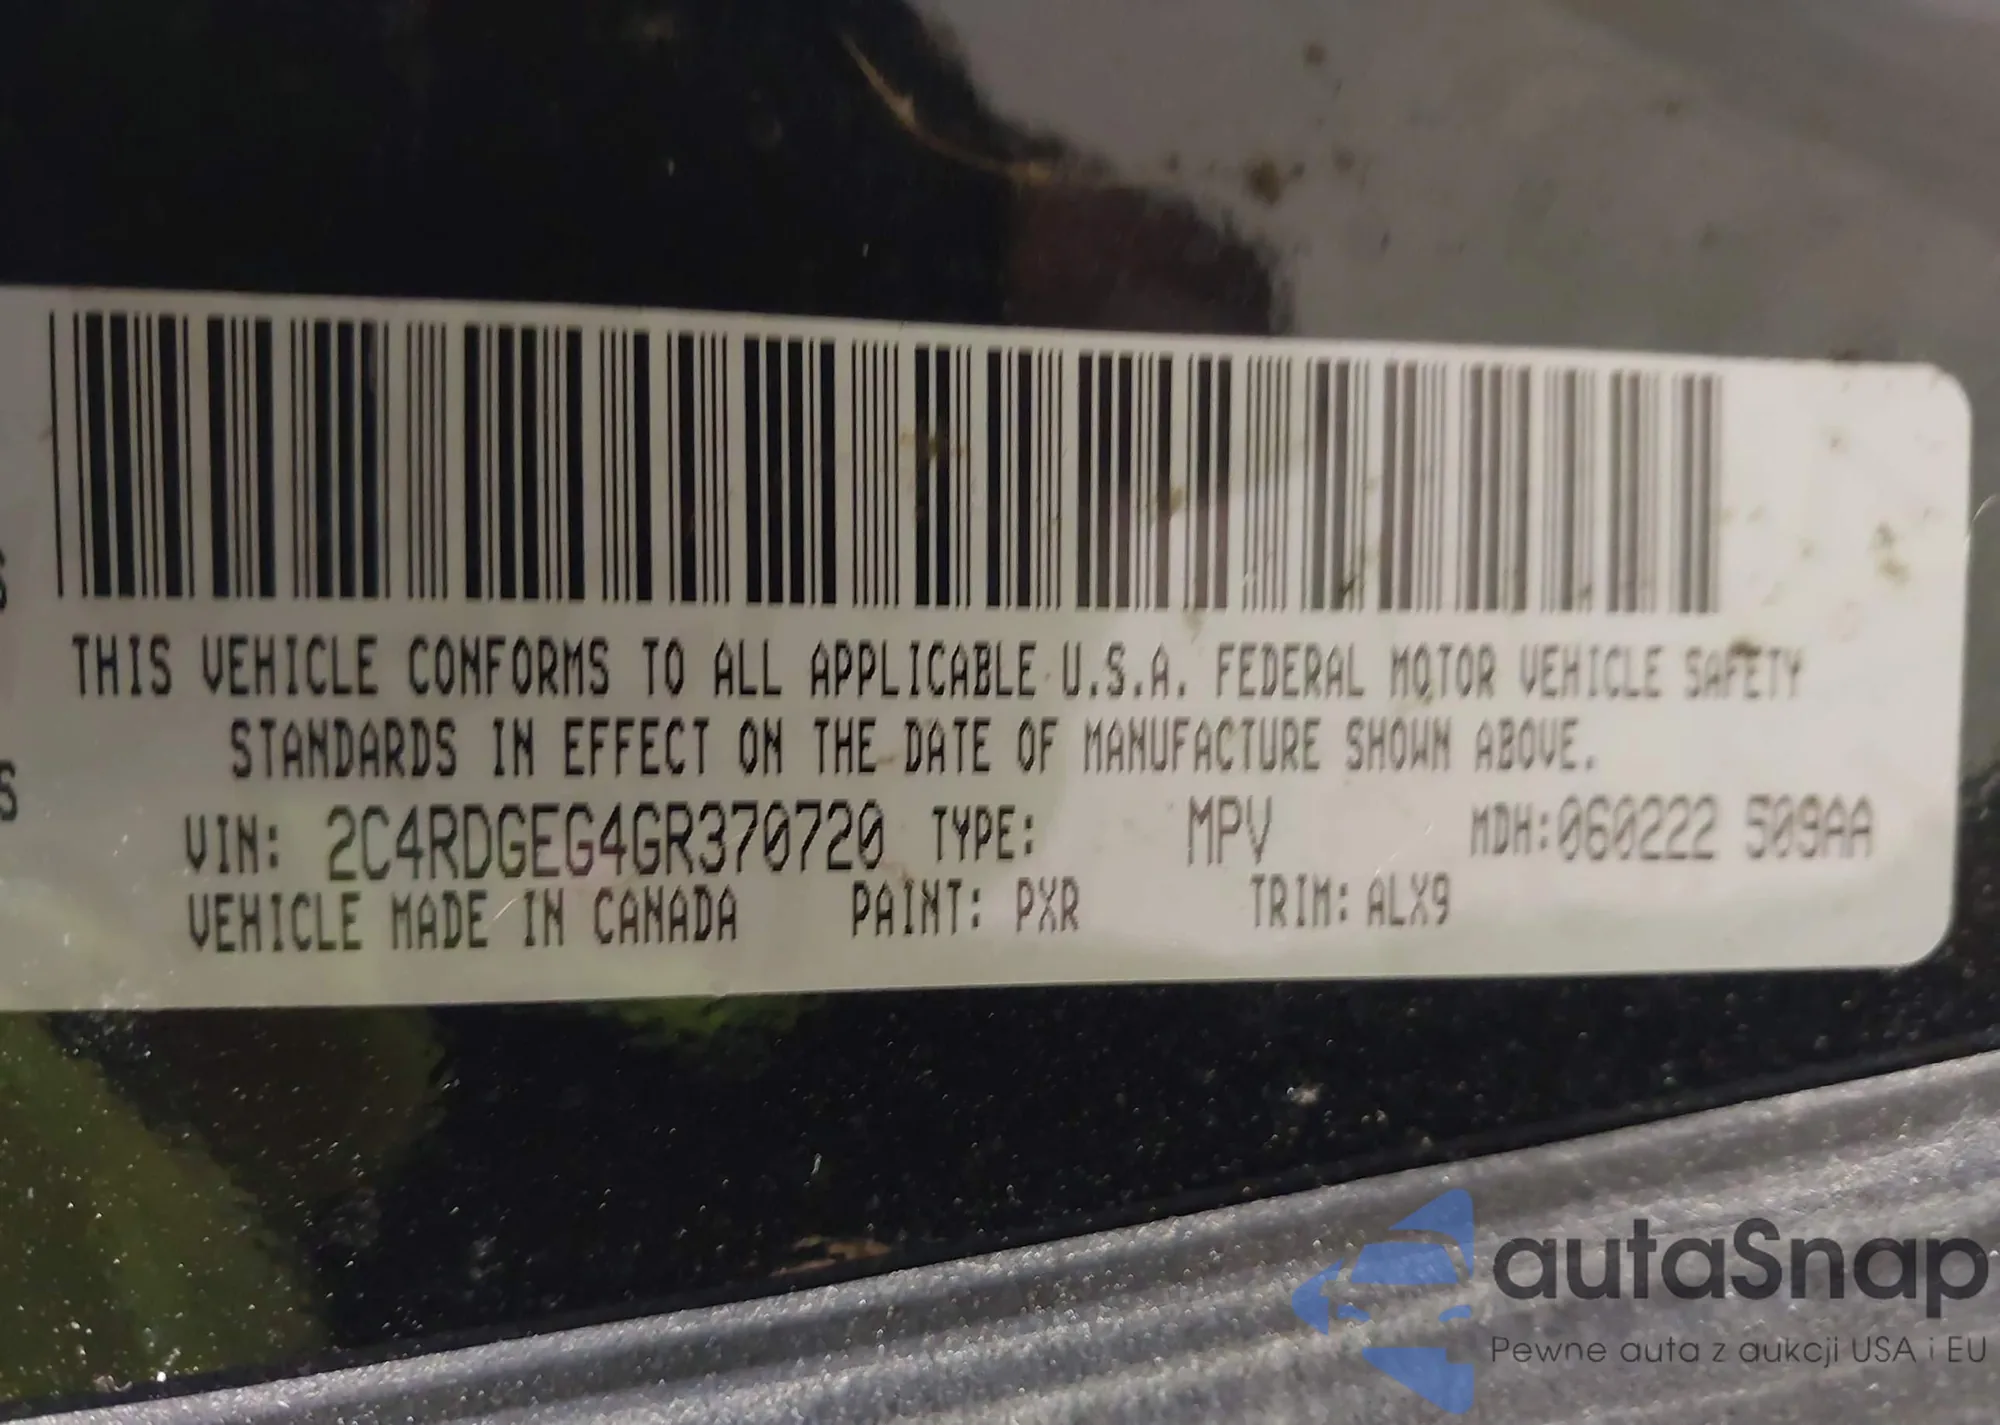 THIS VEHICLE CONFORMS TO ALL APPLICABLE U.S.A. FEDERAL MOTOR VEHICLE SAFETY
STANDARDS IN EFFECT ON THE DATE OF MANUFACTURE SHOWN ABOVE.
VIN: 2C4RDGEG4GR370720 TYPE: MPV MDH:060222 509AA
VEHICLE MADE IN CANADA PAINT: PXR TRIM: ALX9
autaSnap
Pewne auta z aukcji USA i EU